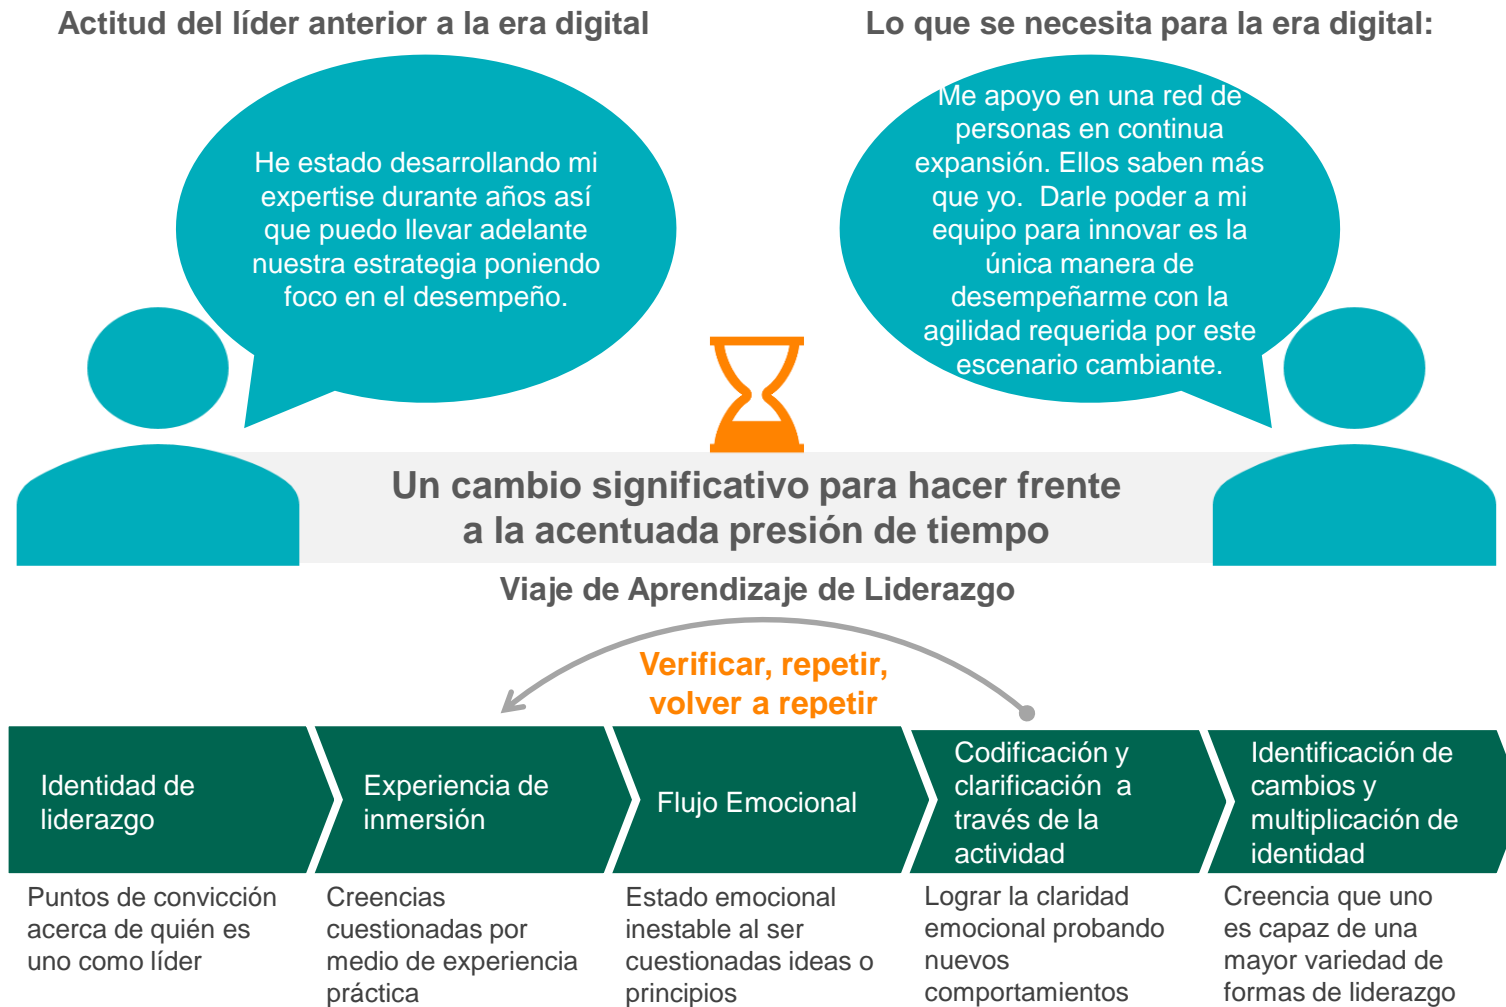 Actitud del líder anterior a la era digital
Lo que se necesita para la era digital:
He estado desarrollando mi
expertise durante años así
que puedo llevar adelante
nuestra estrategia poniendo
foco en el desempeño.
Me apoyo en una red de
personas en continua
expansión. Ellos saben más
que yo.  Darle poder a mi
equipo para innovar es la
única manera de
desempeñarme con la
agilidad requerida por este
escenario cambiante.
Un cambio significativo para hacer frente
a la acentuada presión de tiempo
Viaje de Aprendizaje de Liderazgo
Verificar, repetir,
volver a repetir
Identidad de
liderazgo
Experiencia de
inmersión
Flujo Emocional
Codificación y
clarificación  a
través de la
actividad
Identificación de
cambios y
multiplicación de
identidad
Puntos de convicción
acerca de quién es
uno como líder
Creencias
cuestionadas por
medio de experiencia
práctica
Estado emocional
inestable al ser
cuestionadas ideas o
principios
Lograr la claridad
emocional probando
nuevos
comportamientos
Creencia que uno
es capaz de una
mayor variedad de
formas de liderazgo